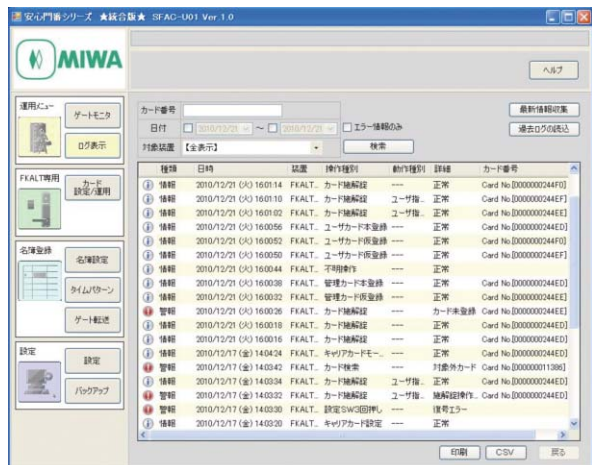 安心門番シリーズ ★統合版★ SFAC-U01 Ver.1.0
MIWA
ヘルプ
運用メニュー
ゲートモニタ
ログ表示
FKALT専用
カード設定/運用
名簿登録
名簿設定
タイムパターン
ゲート転送
設定
設定
バックアップ
カード番号
最新情報収集
日付 2010/12/21 ～ 2010/12/21 エラー情報のみ
過去ログの読込
対象装置 【全表示】 検索
種類 日時 装置 操作種別 動作種別 詳細 カード番号
情報 2010/12/21 (火) 16:01:14 FKALT... カード施解錠 --- 正常 Card No.[0000000244F0]
情報 2010/12/21 (火) 16:01:10 FKALT... カード施解錠 ユーザ指... 正常 Card No.[0000000244EF]
情報 2010/12/21 (火) 16:01:02 FKALT... カード施解錠 ユーザ指... 正常 Card No.[0000000244EE]
情報 2010/12/21 (火) 16:00:56 FKALT... ユーザカード本登録 --- 正常 Card No.[0000000244ED]
情報 2010/12/21 (火) 16:00:52 FKALT... ユーザカード仮登録 --- 正常 Card No.[0000000244F0]
情報 2010/12/21 (火) 16:00:50 FKALT... ユーザカード仮登録 --- 正常 Card No.[0000000244EF]
情報 2010/12/21 (火) 16:00:44 FKALT... 不明操作 --- 正常
情報 2010/12/21 (火) 16:00:38 FKALT... 管理カード本登録 --- 正常 Card No.[0000000244ED]
情報 2010/12/21 (火) 16:00:32 FKALT... 管理カード仮登録 --- 正常 Card No.[0000000244EE]
警報 2010/12/21 (火) 16:00:26 FKALT... カード施解錠 --- カード未登録 Card No.[0000000244EE]
情報 2010/12/21 (火) 16:00:18 FKALT... カード施解錠 --- 正常 Card No.[0000000244ED]
情報 2010/12/21 (火) 16:00:16 FKALT... カード施解錠 --- 正常 Card No.[0000000244ED]
情報 2010/12/17 (金) 14:04:24 FKALT... キャリアカードモー... --- 正常 Card No.[0000000244ED]
警報 2010/12/17 (金) 14:03:42 FKALT... カード検索 --- 対象外カード Card No.[000000011386]
情報 2010/12/17 (金) 14:03:34 FKALT... カード施解錠 ユーザ指... 正常 Card No.[0000000244ED]
警報 2010/12/17 (金) 14:03:32 FKALT... カード施解錠 ユーザ指... 施解錠操作... Card No.[0000000244ED]
警報 2010/12/17 (金) 14:03:30 FKALT... 設定SW3回押し --- 復号エラー
情報 2010/12/17 (金) 14:03:20 FKALT... キャリアカード設定 --- 正常
印刷 CSV 戻る